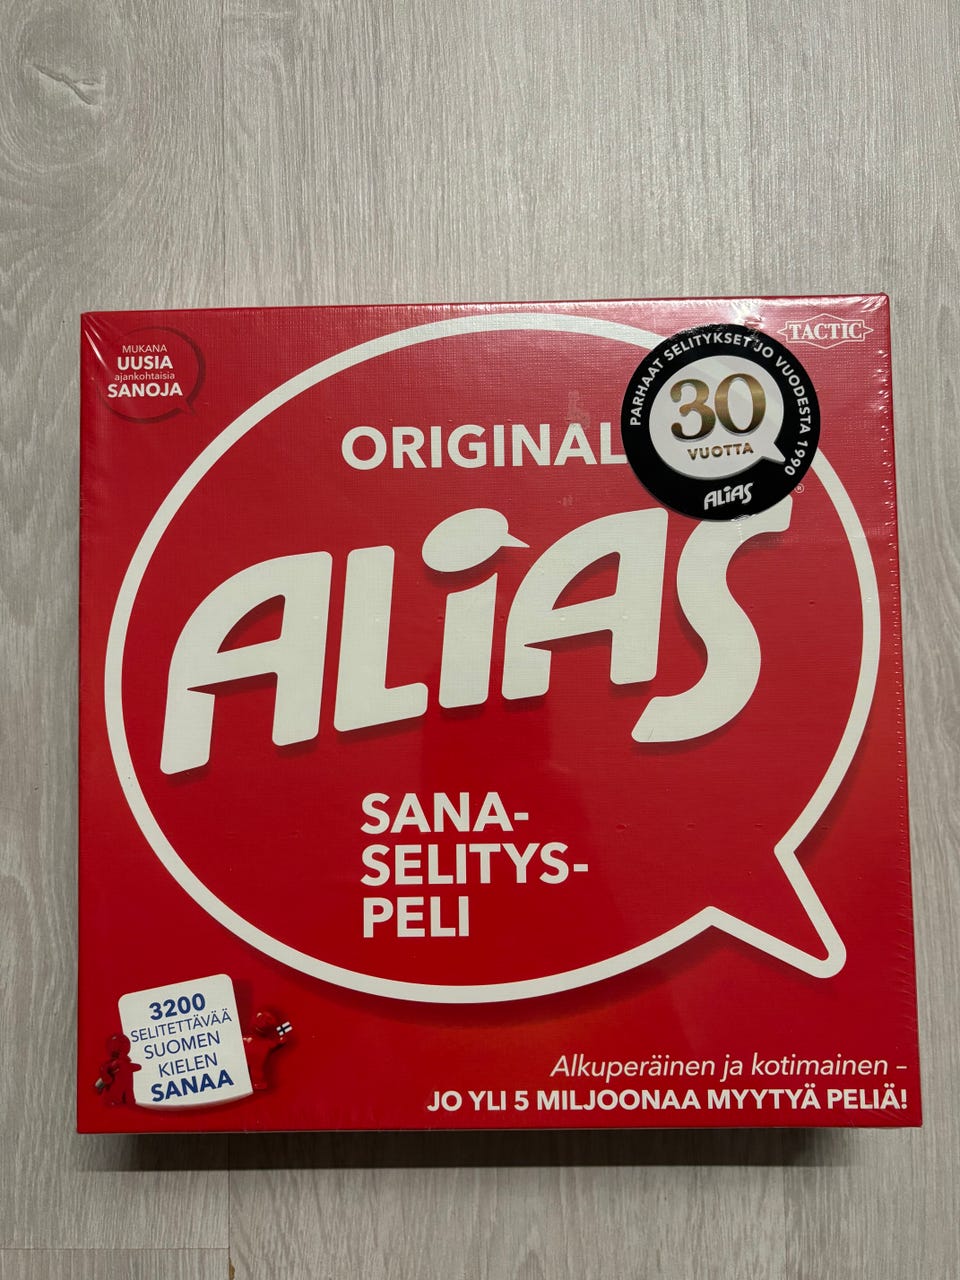 MUKANA
UUSIA
ajankohtaisia
SANOJA
TACTIC
PARHAAT SELITYKSET JO VUODESTA 1990
30
VUOTTA
ALiAS
ORIGINAL
ALiAS®
SANA-
SELITYS-
PELI
3200
SELITETTÄVÄÄ
SUOMEN
KIELEN
SANAA
Alkuperäinen ja kotimainen –
JO YLI 5 MILJOONAA MYYTYÄ PELIÄ!